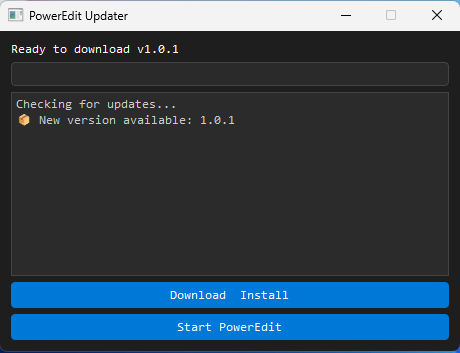 PowerEdit Updater
Ready to download v1.0.1
Checking for updates...
📦 New version available: 1.0.1
Download  Install
Start PowerEdit